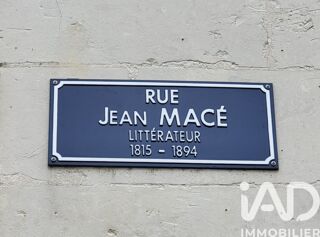 RUE
JEAN MACÉ
LITTÉRATEUR
1815 - 1894
iAD
IMMOBILIER